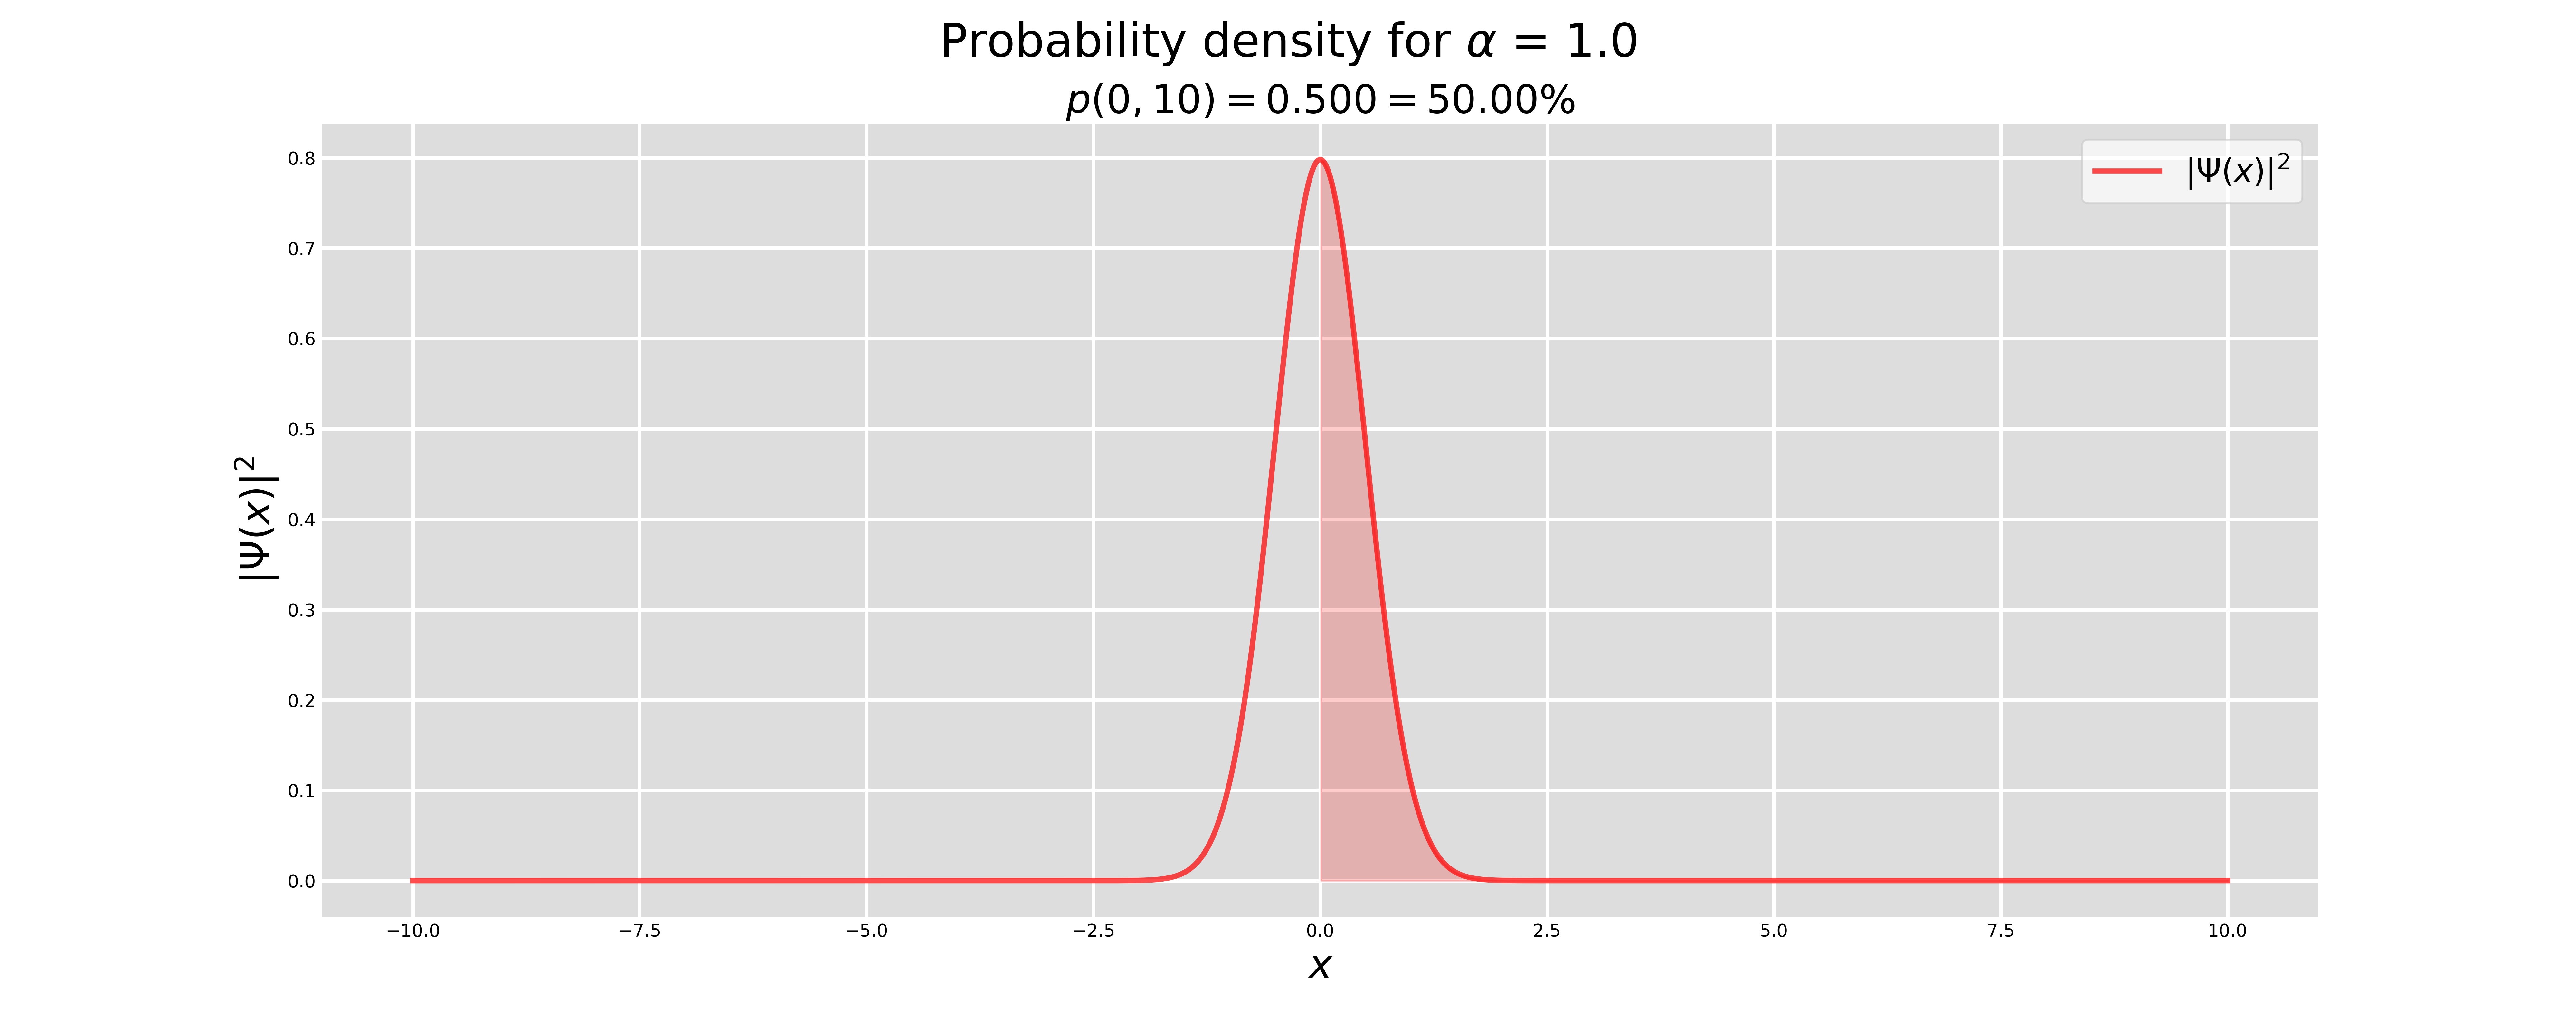 Probability density for α = 1.0
p(0, 10) = 0.500 = 50.00%
|Ψ(x)|²
0.8
0.7
0.6
0.5
0.4
0.3
0.2
0.1
0.0
|Ψ(x)|²
−10.0 −7.5 −5.0 −2.5 0.0 2.5 5.0 7.5 10.0
x